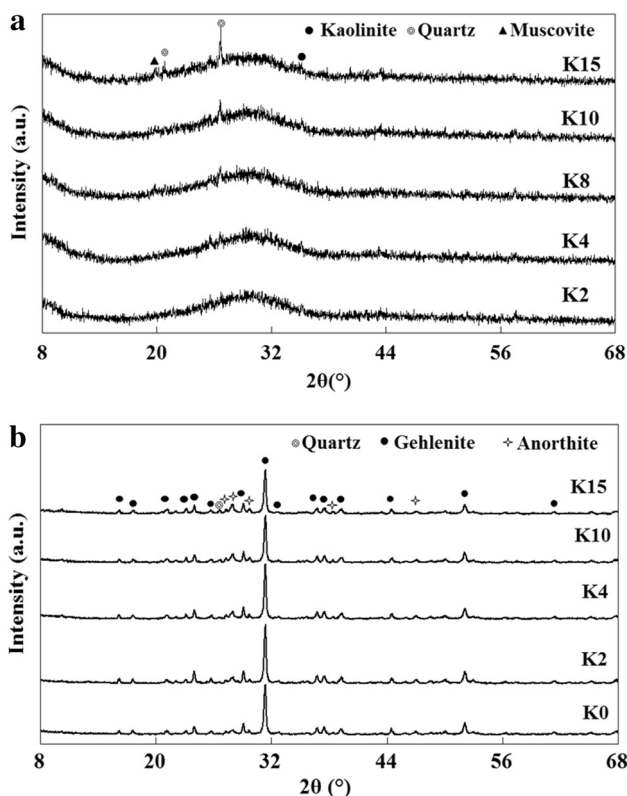 a
Kaolinite Quartz Muscovite
K15
K10
K8
K4
K2
Intensity (a.u.)
8 20 32 44 56 68
2θ(°)
b
Quartz Gehlenite Anorthite
K15
K10
K4
K2
K0
Intensity (a.u.)
8 20 32 44 56 68
2θ (°)